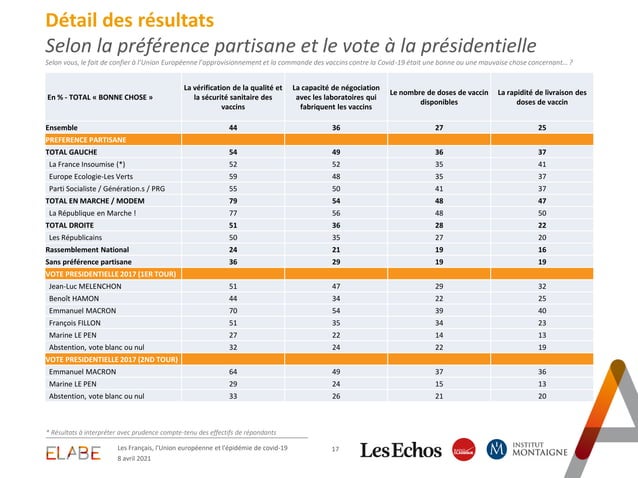 Détail des résultats
Selon la préférence partisane et le vote à la présidentielle
Selon vous, le fait de confier à l'Union Européenne l'approvisionnement et la commande des vaccins contre la Covid-19 était une bonne ou une mauvaise chose concernant... ?
En % - TOTAL « BONNE CHOSE » La vérification de la qualité et la sécurité sanitaire des vaccins La capacité de négociation avec les laboratoires qui fabriquent les vaccins Le nombre de doses de vaccin disponibles La rapidité de livraison des doses de vaccin
Ensemble 44 36 27 25
PREFERENCE PARTISANE
TOTAL GAUCHE 54 49 36 37
La France Insoumise (*) 52 52 35 41
Europe Ecologie-Les Verts 59 48 35 37
Parti Socialiste / Génération.s / PRG 55 50 41 37
TOTAL EN MARCHE / MODEM 79 54 48 47
La République en Marche ! 77 56 48 50
TOTAL DROITE 51 36 28 22
Les Républicains 50 35 27 20
Rassemblement National 24 21 19 16
Sans préférence partisane 36 29 19 19
VOTE PRESIDENTIELLE 2017 (1ER TOUR)
Jean-Luc MELENCHON 51 47 29 32
Benoît HAMON 44 34 22 25
Emmanuel MACRON 70 54 39 40
François FILLON 51 35 34 23
Marine LE PEN 27 22 14 13
Abstention, vote blanc ou nul 32 24 22 19
VOTE PRESIDENTIELLE 2017 (2ND TOUR)
Emmanuel MACRON 64 49 37 36
Marine LE PEN 29 24 15 13
Abstention, vote blanc ou nul 33 26 21 20
* Résultats à interpréter avec prudence compte-tenu des effectifs de répondants
ELABE
Les Français, l'Union européenne et l'épidémie de covid-19
8 avril 2021
17
Les Echos
RADIO CLASSIQUE
M
INSTITUT
MONTAIGNE